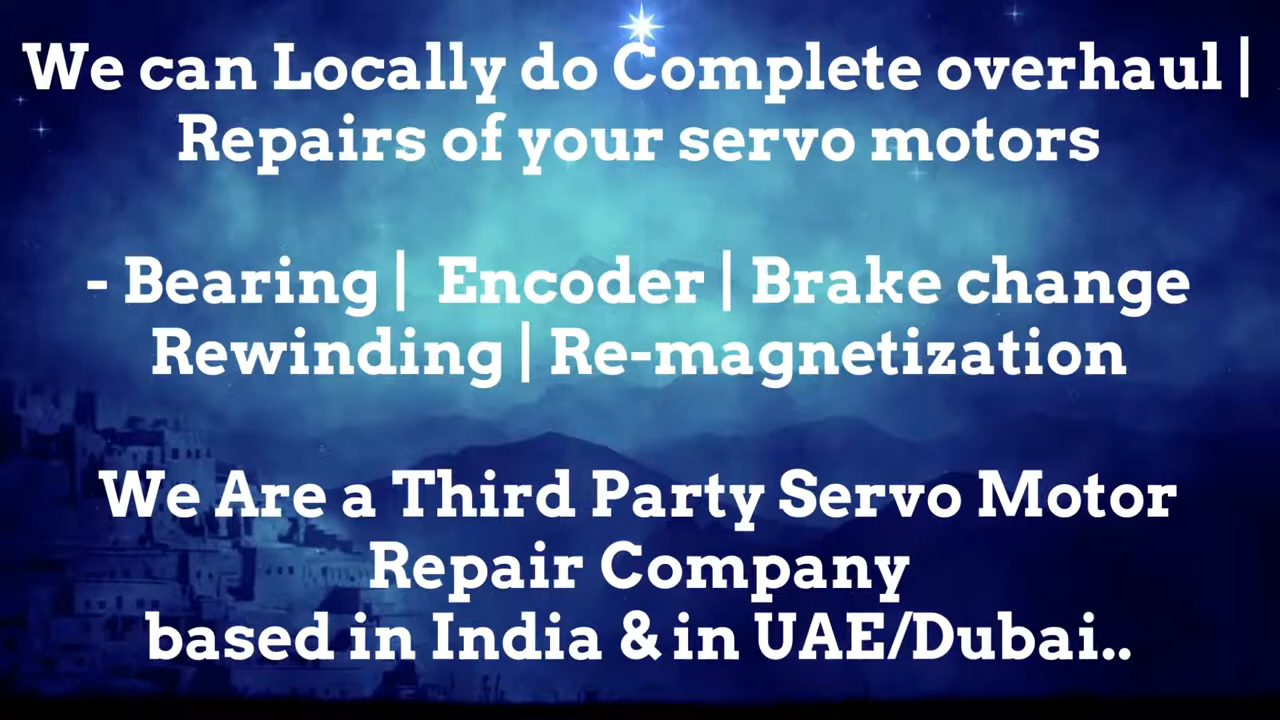 We can Locally do Complete overhaul |
Repairs of your servo motors
- Bearing | Encoder | Brake change
Rewinding | Re-magnetization
We Are a Third Party Servo Motor
Repair Company
based in India & in UAE/Dubai..